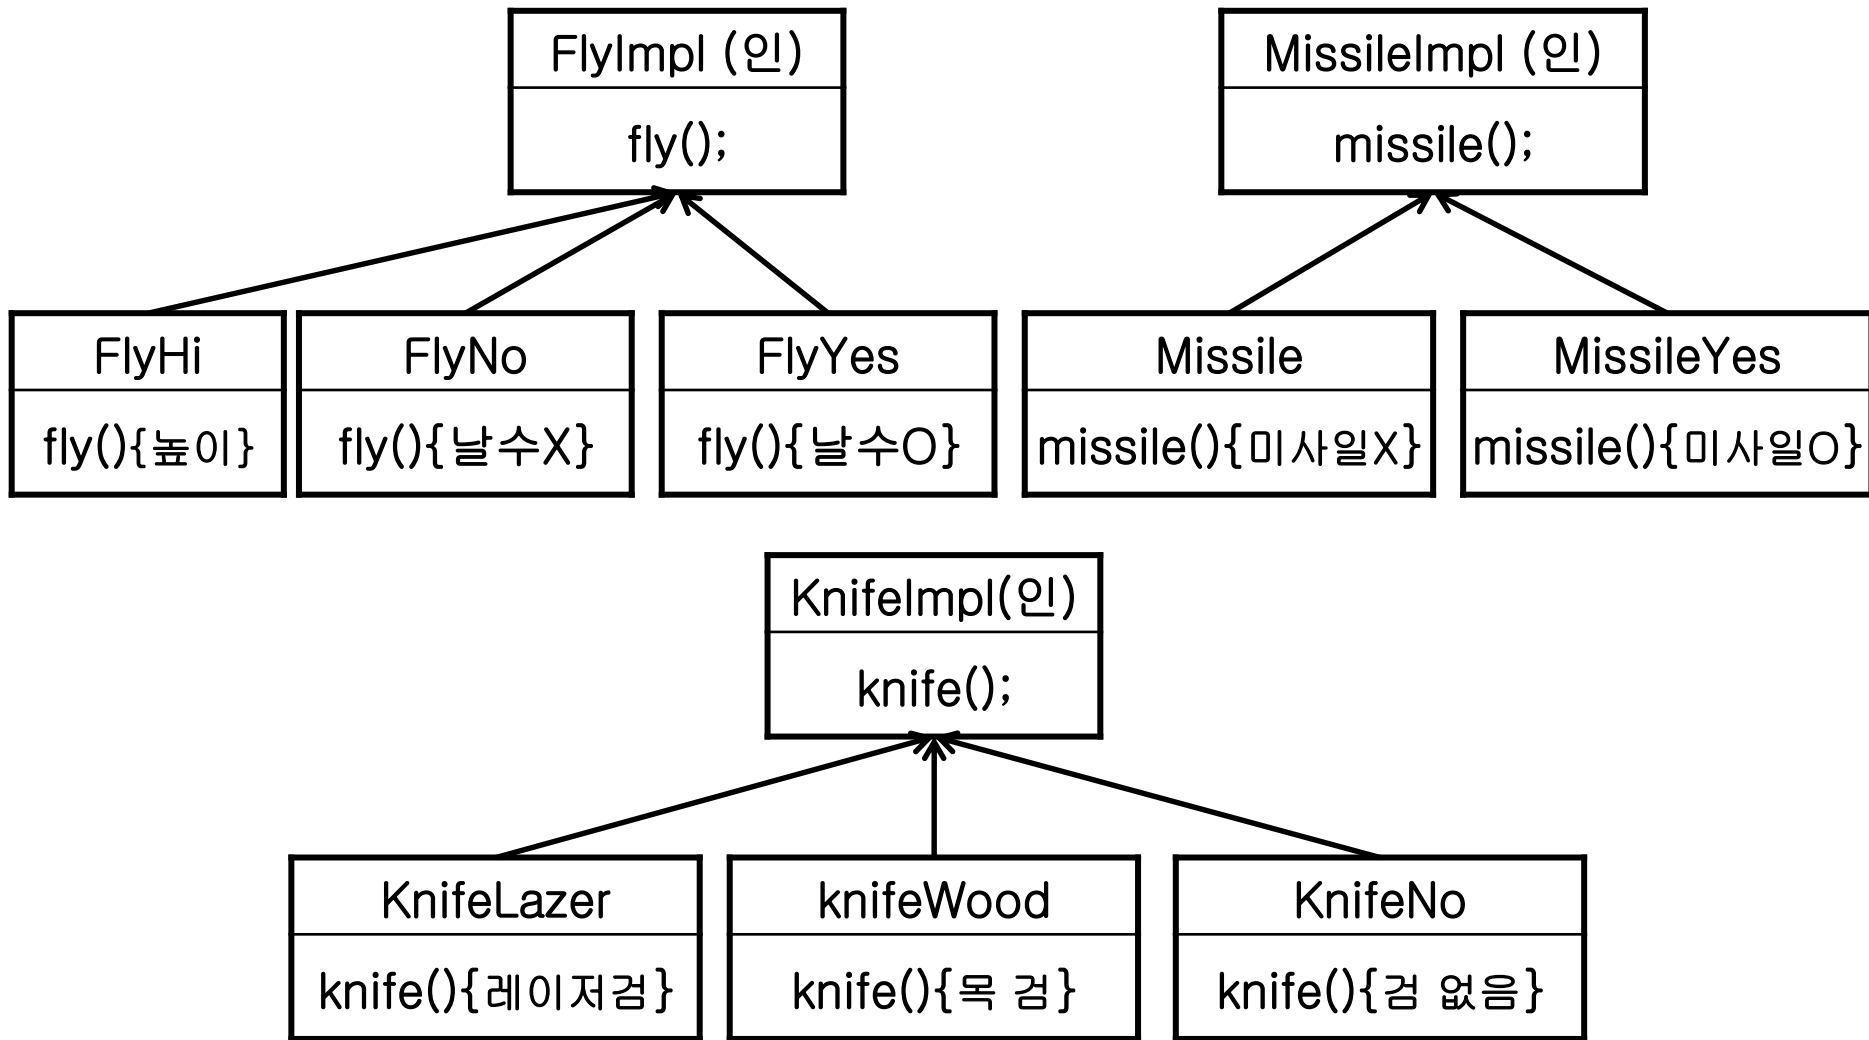 FlyImpl (인)
fly();
MissileImpl (인)
missile();
FlyHi
fly(){높이}
FlyNo
fly(){날수X}
FlyYes
fly(){날수O}
Missile
missile(){미사일X}
MissileYes
missile(){미사일O}
KnifeImpl(인)
knife();
KnifeLazer
knife(){레이저검}
knifeWood
knife(){목 검}
KnifeNo
knife(){검 없음}